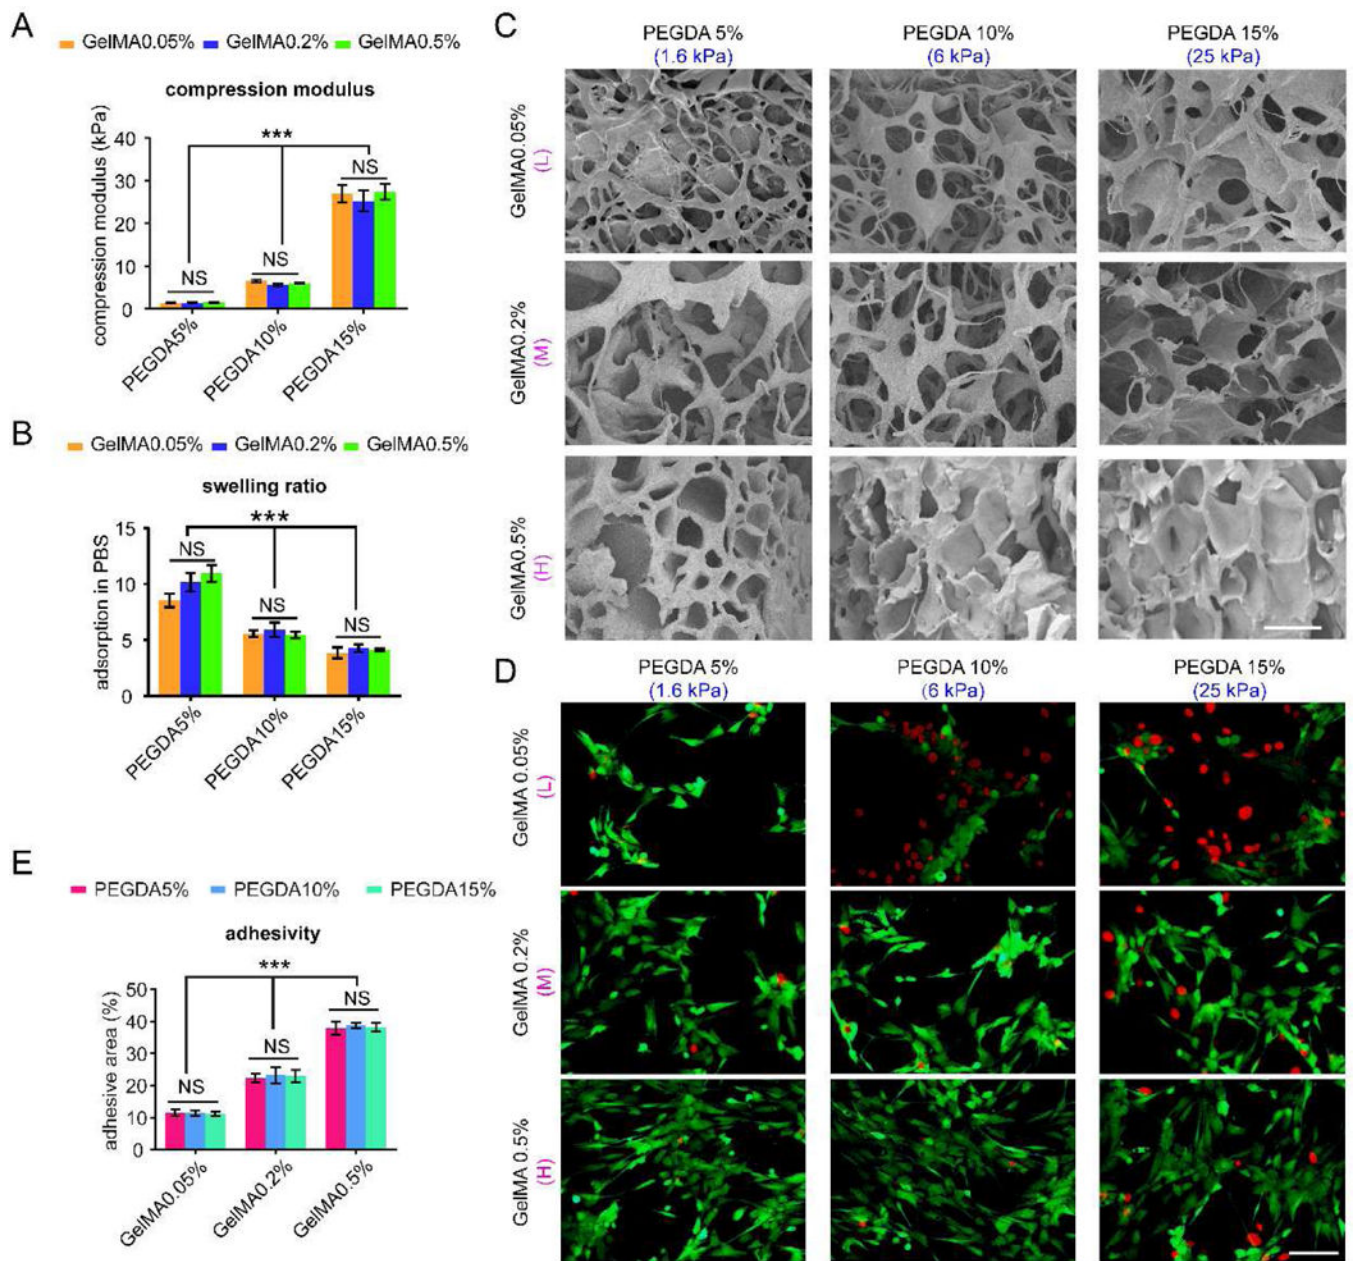 A
GelMA0.05% GelMA0.2% GelMA0.5%
compression modulus
compression modulus (kPa)
40
30
20
10
0
***
NS
NS
NS
PEGDA5%
PEGDA10%
PEGDA15%
B
GelMA0.05% GelMA0.2% GelMA0.5%
swelling ratio
adsorption in PBS
15
10
5
0
***
NS
NS
NS
PEGDA5%
PEGDA10%
PEGDA15%
E
PEGDA5% PEGDA10% PEGDA15%
adhesivity
adhesive area (%)
50
40
30
20
10
0
***
NS
NS
NS
GelMA0.05%
GelMA0.2%
GelMA0.5%
C
PEGDA 5%
(1.6 kPa)
PEGDA 10%
(6 kPa)
PEGDA 15%
(25 kPa)
GelMA0.05%
(L)
GelMA0.2%
(M)
GelMA0.5%
(H)
D
PEGDA 5%
(1.6 kPa)
PEGDA 10%
(6 kPa)
PEGDA 15%
(25 kPa)
GelMA 0.05%
(L)
GelMA 0.2%
(M)
GelMA 0.5%
(H)